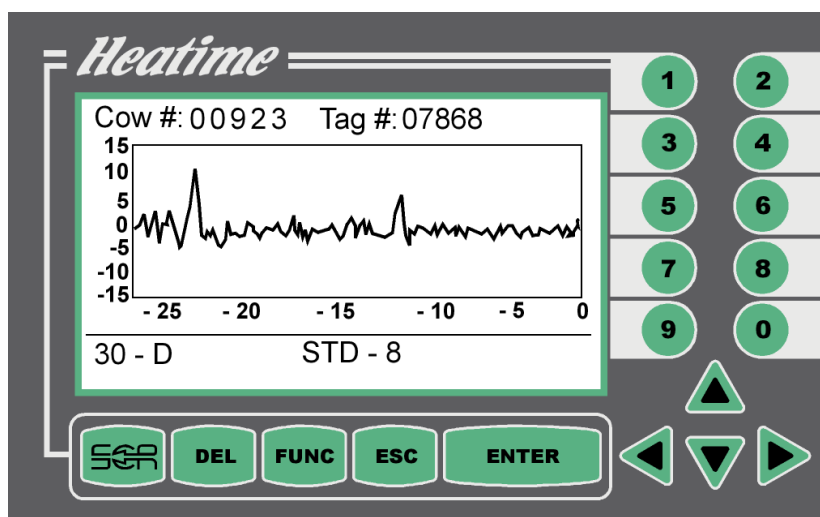 Heatime
Cow #: 00923 Tag #: 07868
15
10
5
0
-5
-10
-15
- 25 - 20 - 15 - 10 - 5 0
30 - D STD - 8
1 2
3 4
5 6
7 8
9 0
SCR DEL FUNC ESC ENTER